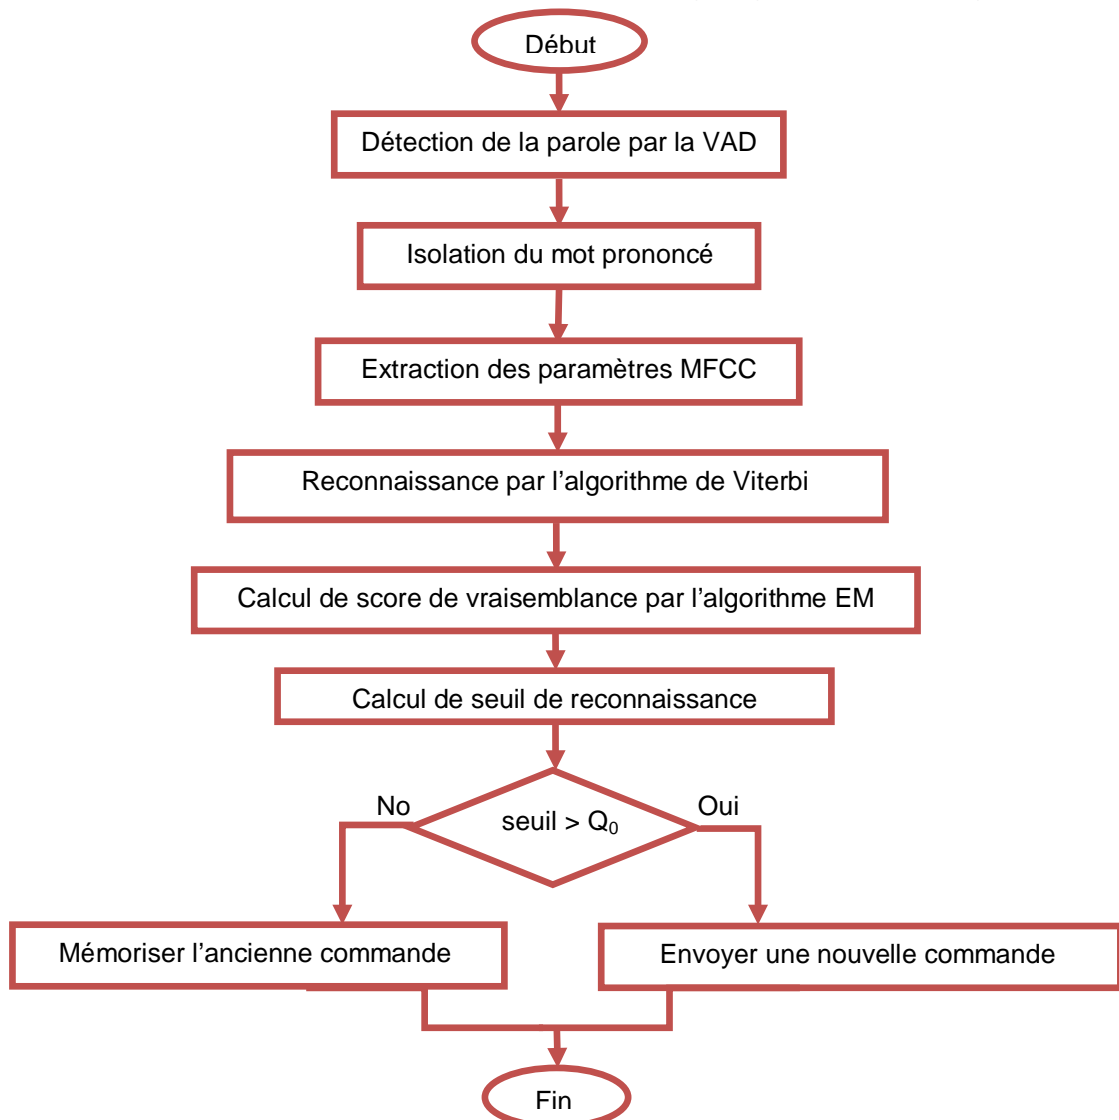 Début
Détection de la parole par la VAD
Isolation du mot prononcé
Extraction des paramètres MFCC
Reconnaissance par l’algorithme de Viterbi
Calcul de score de vraisemblance par l’algorithme EM
Calcul de seuil de reconnaissance
No
seuil > Q₀
Oui
Mémoriser l’ancienne commande
Envoyer une nouvelle commande
Fin